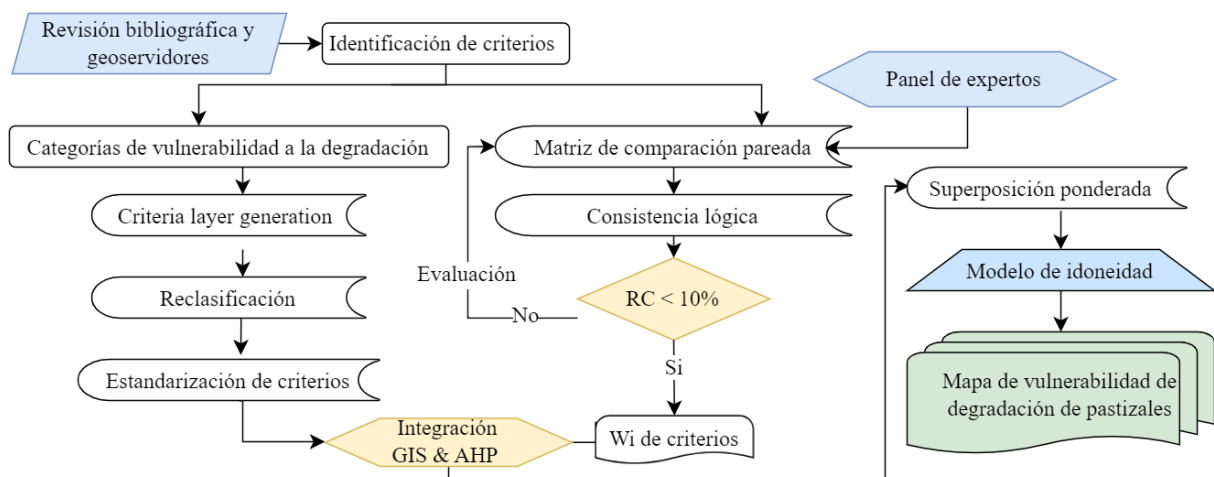 Revisión bibliográfica y
geoservidores
Identificación de criterios
Panel de expertos
Categorías de vulnerabilidad a la degradación
Matriz de comparación pareada
Superposición ponderada
Criteria layer generation
Consistencia lógica
Evaluación
Modelo de idoneidad
Reclasificación
RC < 10%
No
Si
Estandarización de criterios
Mapa de vulnerabilidad de
degradación de pastizales
Integración
GIS & AHP
Wi de criterios